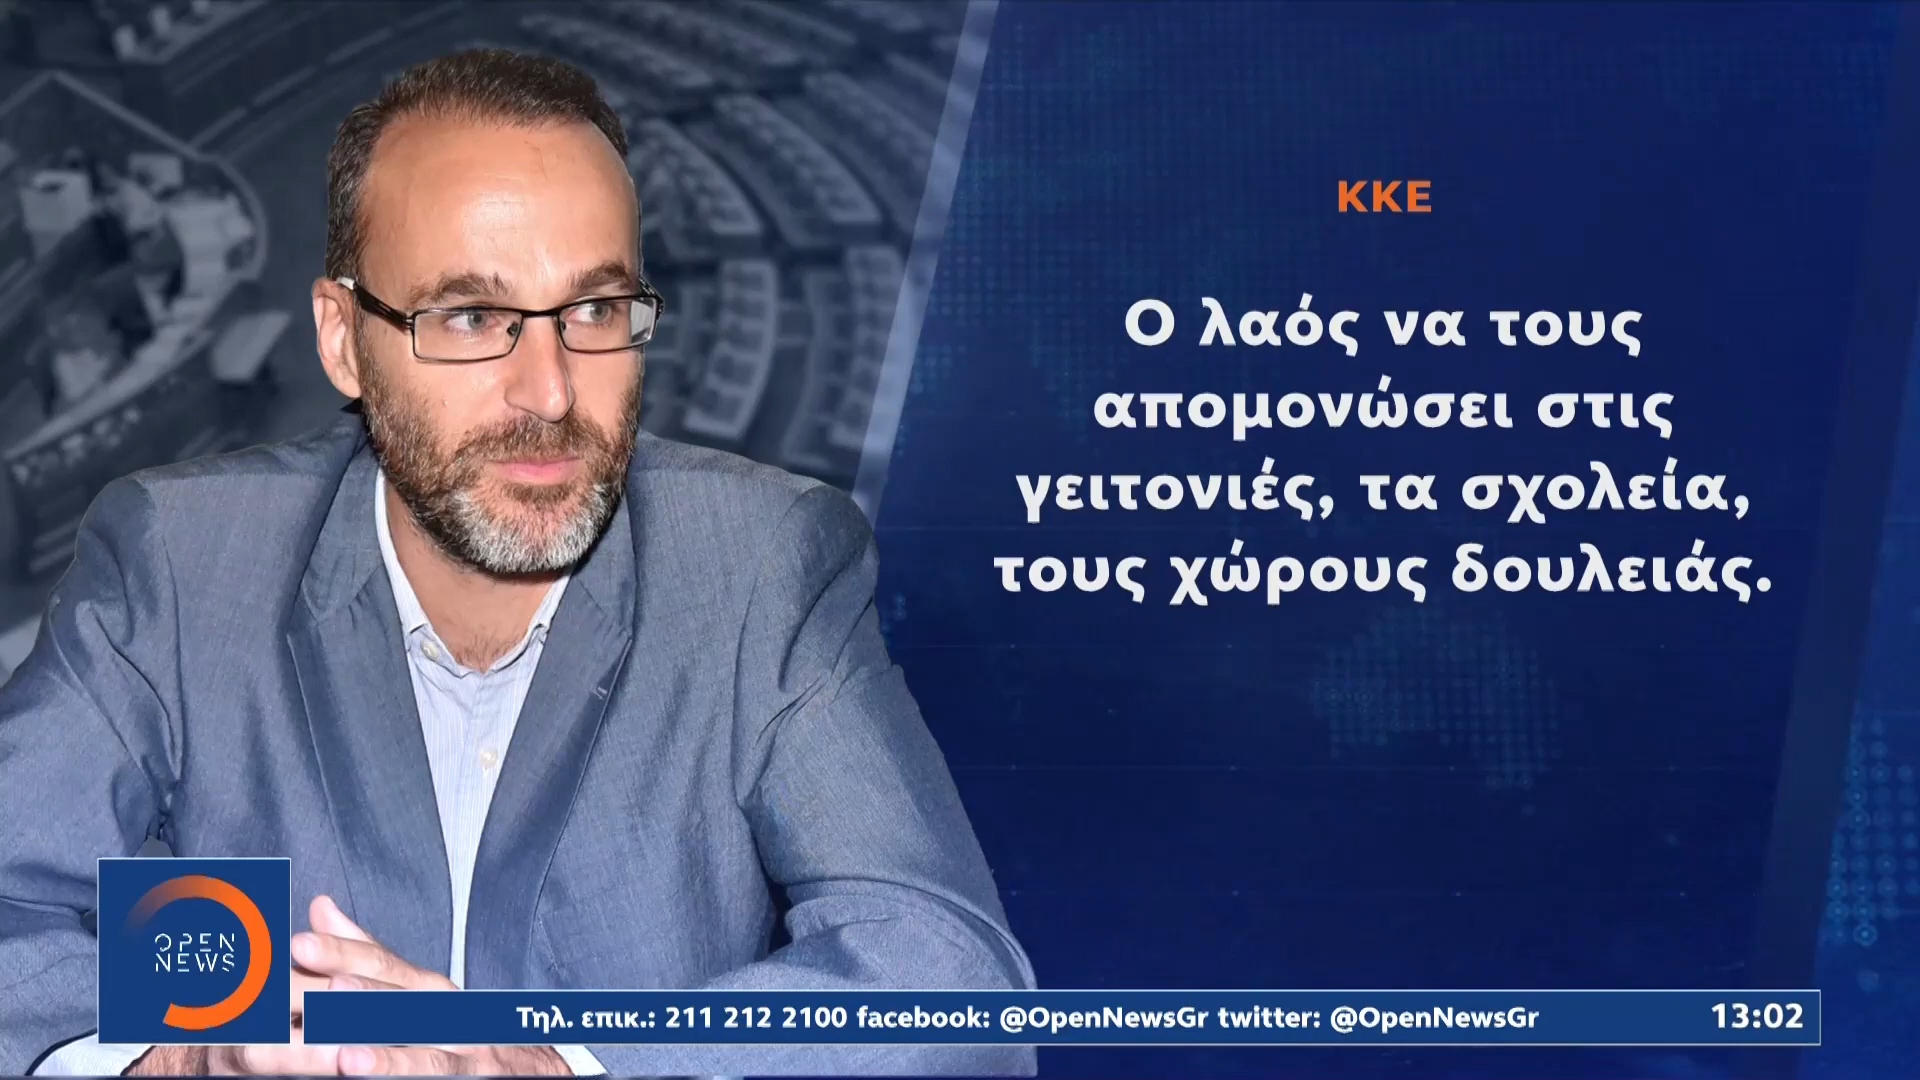 ΚΚΕ
Ο λαός να τους
απομονώσει στις
γειτονιές, τα σχολεία,
τους χώρους δουλειάς.
OPEN
NEWS
Τηλ. επικ.: 211 212 2100 facebook: @OpenNewsGr twitter: @OpenNewsGr
13:02